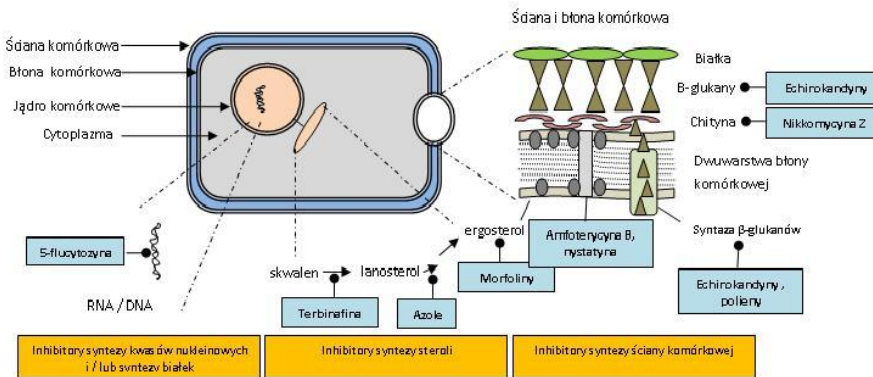 Ściana i błona komórkowa
Ściana komórkowa
Błona komórkowa
Jądro komórkowe
Cytoplazma
Białka
B-glukany
Echinokandyny
Chityna
Nikkomycyna Z
Dwuwarstwa błony
komórkowej
5-flucytozyna
RNA / DNA
skwalen
lanosterol
ergosterol
Terbinafina
Azole
Morfoliny
Amfoterycyna B,
nystatyna
Syntaza β-glukanów
Echirokandyny,
polieny
Inhibitory syntezy kwasów nukleinowych
i / lub syntezy białek
Inhibitory syntezy steroli
Inhibitory syntezy ściany komórkowej